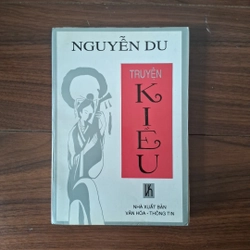 NGUYỄN DU
TRUYỆN
KIỀU
NHÀ XUẤT BẢN
VĂN HÓA - THÔNG TIN